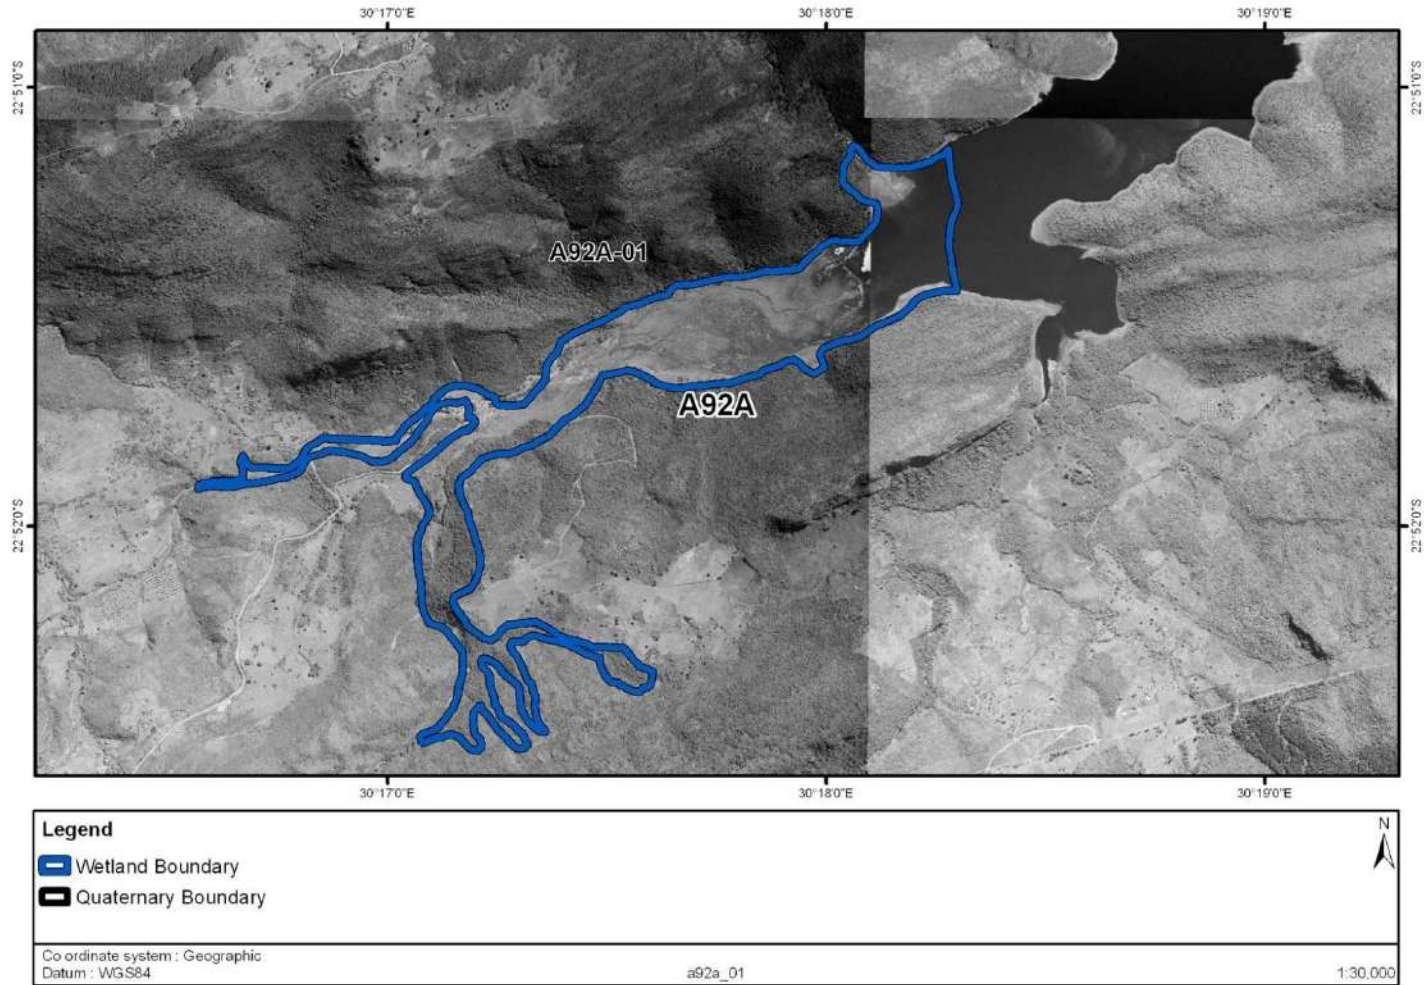 30°17'0"E 30°18'0"E 30°19'0"E
22°51'0"S 22°51'0"S
A92A-01
A92A
22°52'0"S 22°52'0"S
30°17'0"E 30°18'0"E 30°19'0"E
Legend
N
Wetland Boundary
Quaternary Boundary
Co ordinate system : Geographic
Datum : WGS84 a92a_01 1:30,000